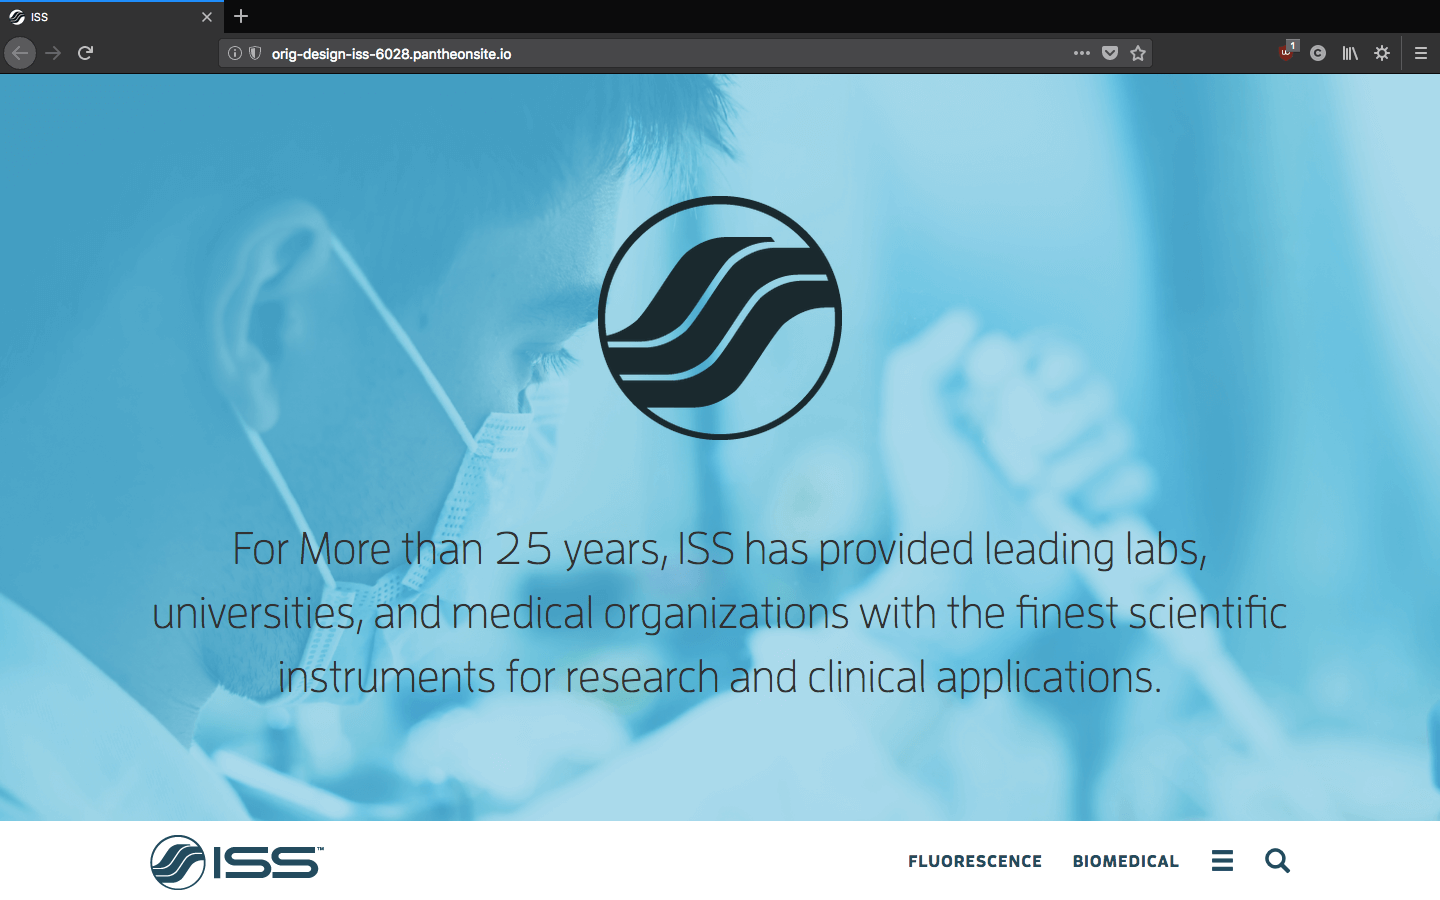 ISS
orig-design-iss-6028.pantheonsite.io
1
For More than 25 years, ISS has provided leading labs,
universities, and medical organizations with the finest scientific
instruments for research and clinical applications.
ISS™ FLUORESCENCE BIOMEDICAL